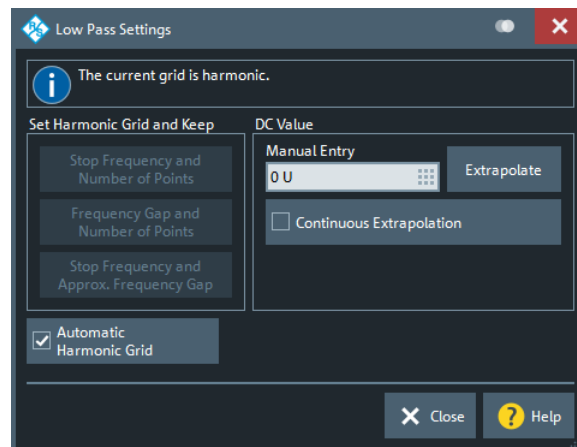 R&S
Low Pass Settings
The current grid is harmonic.
Set Harmonic Grid and Keep
Stop Frequency and
Number of Points
Frequency Gap and
Number of Points
Stop Frequency and
Approx. Frequency Gap
Automatic
Harmonic Grid
DC Value
Manual Entry
0 U
Extrapolate
Continuous Extrapolation
Close
Help